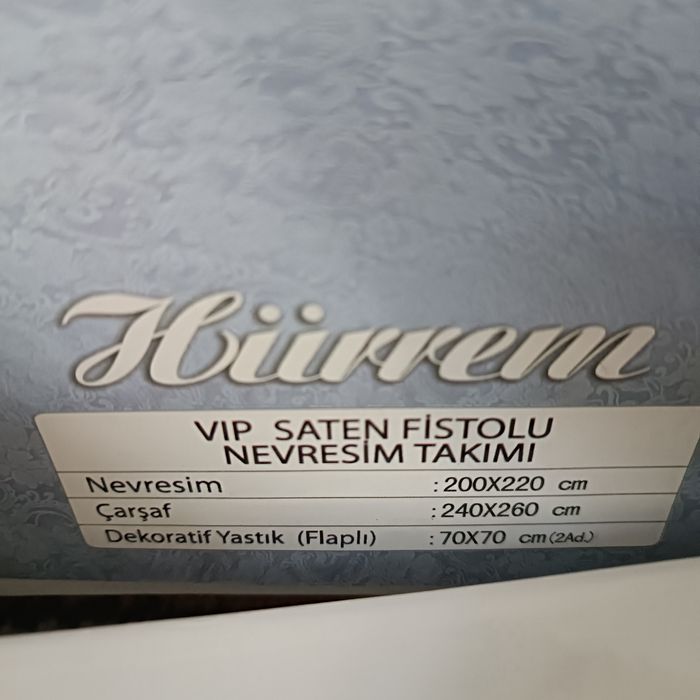 Hürrem
VIP SATEN FİSTOLU
NEVRESİM TAKIMI
Nevresim : 200X220 cm
Çarşaf : 240X260 cm
Dekoratif Yastık (Flaplı) : 70X70 cm (2Ad.)